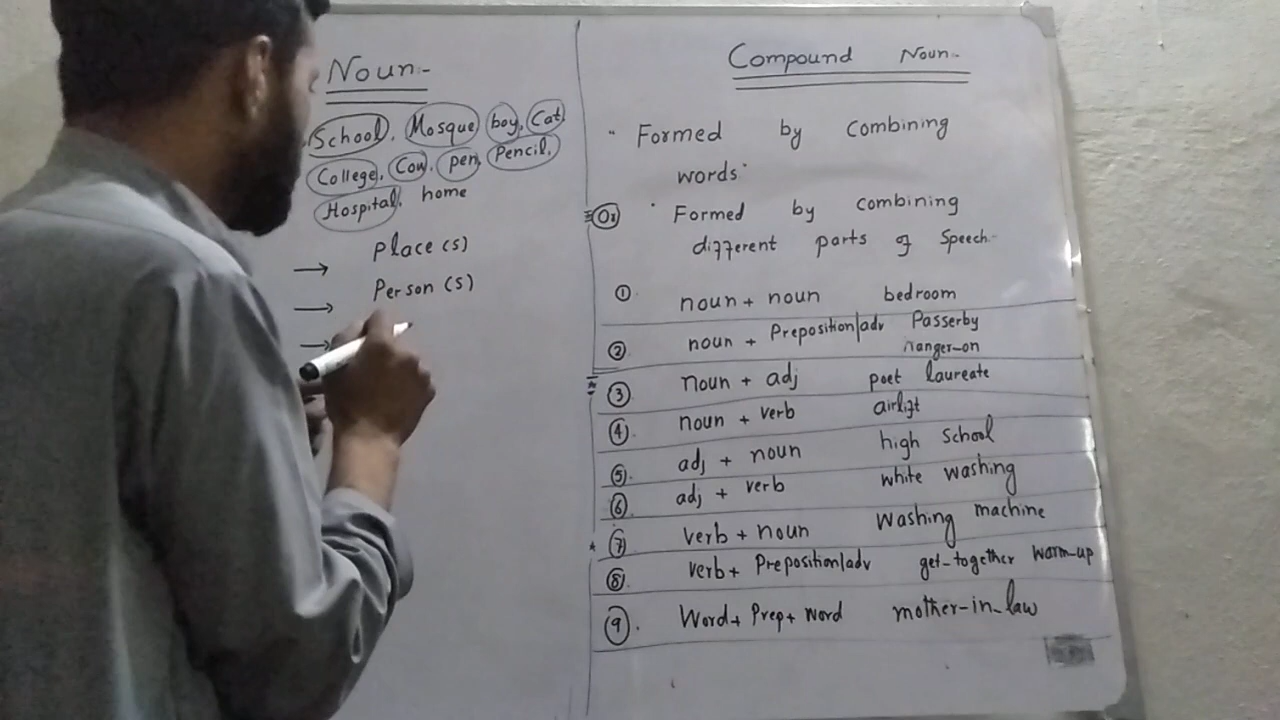 Noun:-
School, Mosque, boy, Cat,
College, Cow, pen, Pencil,
Hospital, home
→ Place(s)
→ Person(s)
→
Compound Noun:-
" Formed by combining
words"
Or " Formed by combining
different parts of Speech.
① noun + noun bedroom
② noun + Preposition/adv Passerby
hanger-on
③ noun + adj poet laureate
④ noun + verb airlift
⑤ adj + noun high School
⑥ adj + verb white washing
⑦ verb + noun washing machine
⑧ verb + Preposition/adv get-together warm-up
⑨ Word + Prep + Word mother-in-law